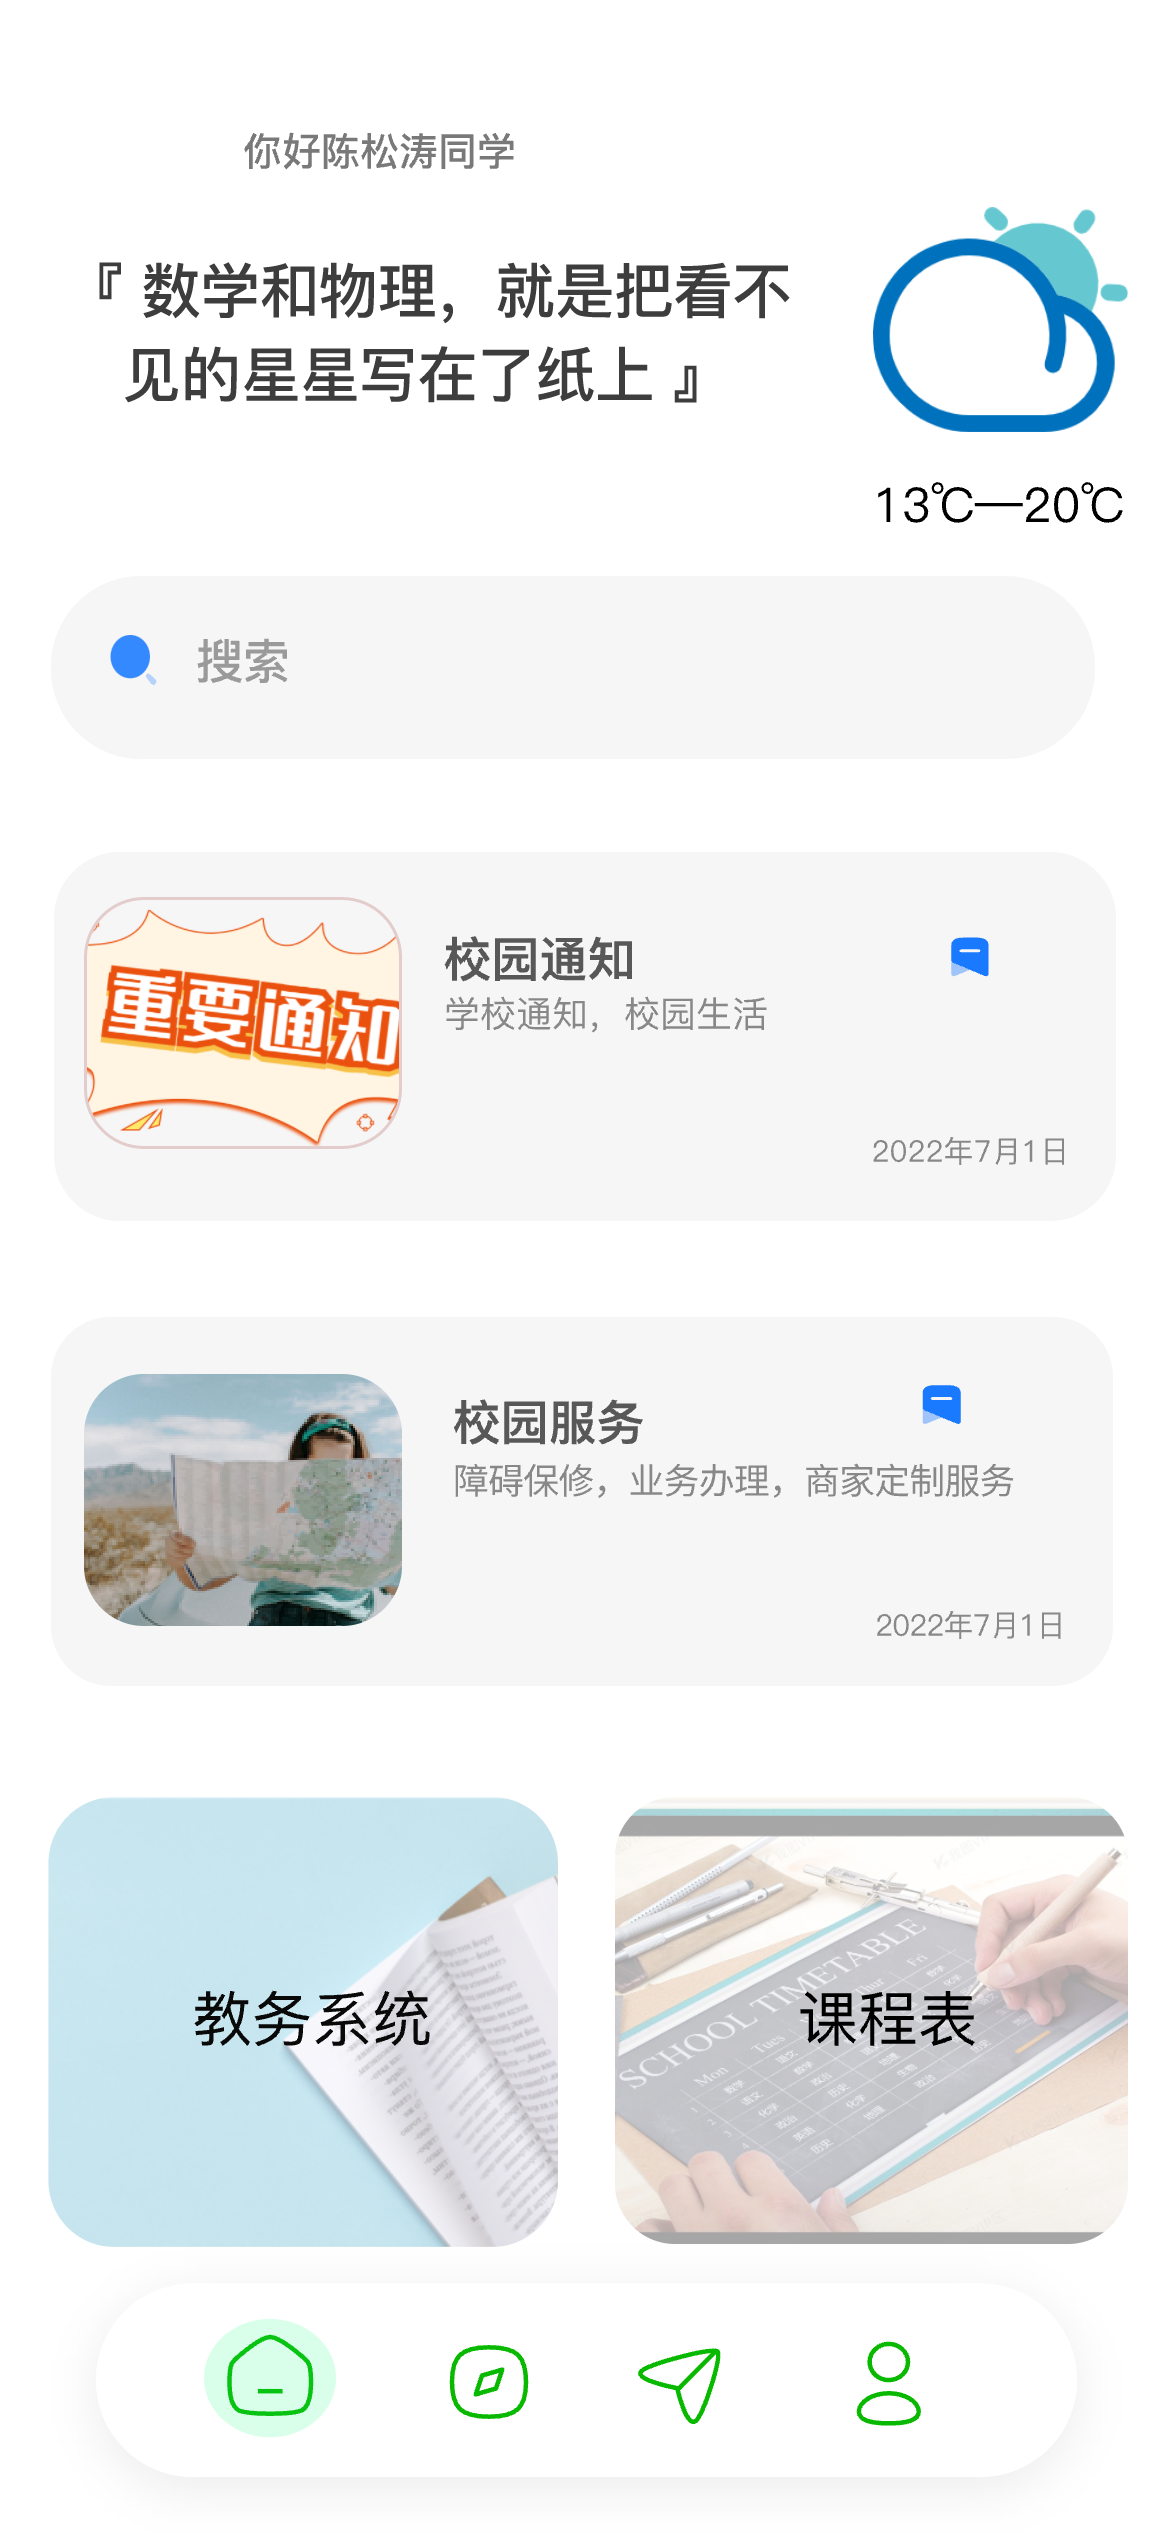 你好陈松涛同学
『 数学和物理，就是把看不
见的星星写在了纸上 』
13℃—20℃
搜索
重要通知
校园通知
学校通知，校园生活
2022年7月1日
校园服务
障碍保修，业务办理，商家定制服务
2022年7月1日
教务系统
课程表
SCHOOL TIMETABLE
Mon Tues Thur Fri